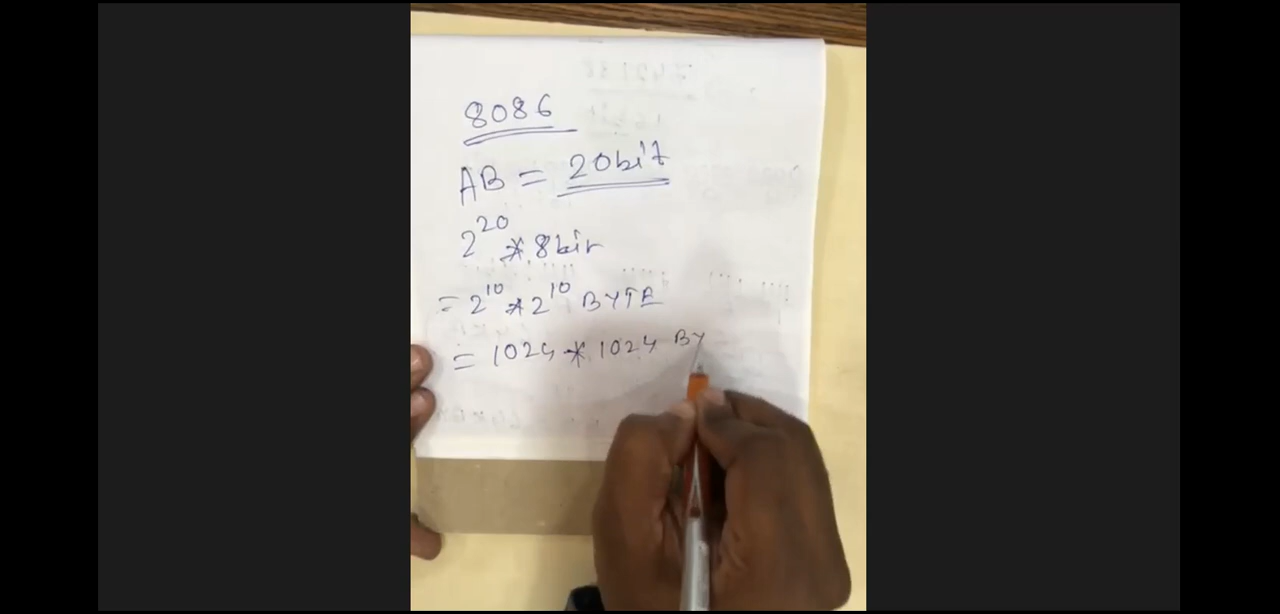 8086
AB = 20bit
2^20 * 8bit
= 2^10 * 2^10 BYTE
= 1024 * 1024 BY